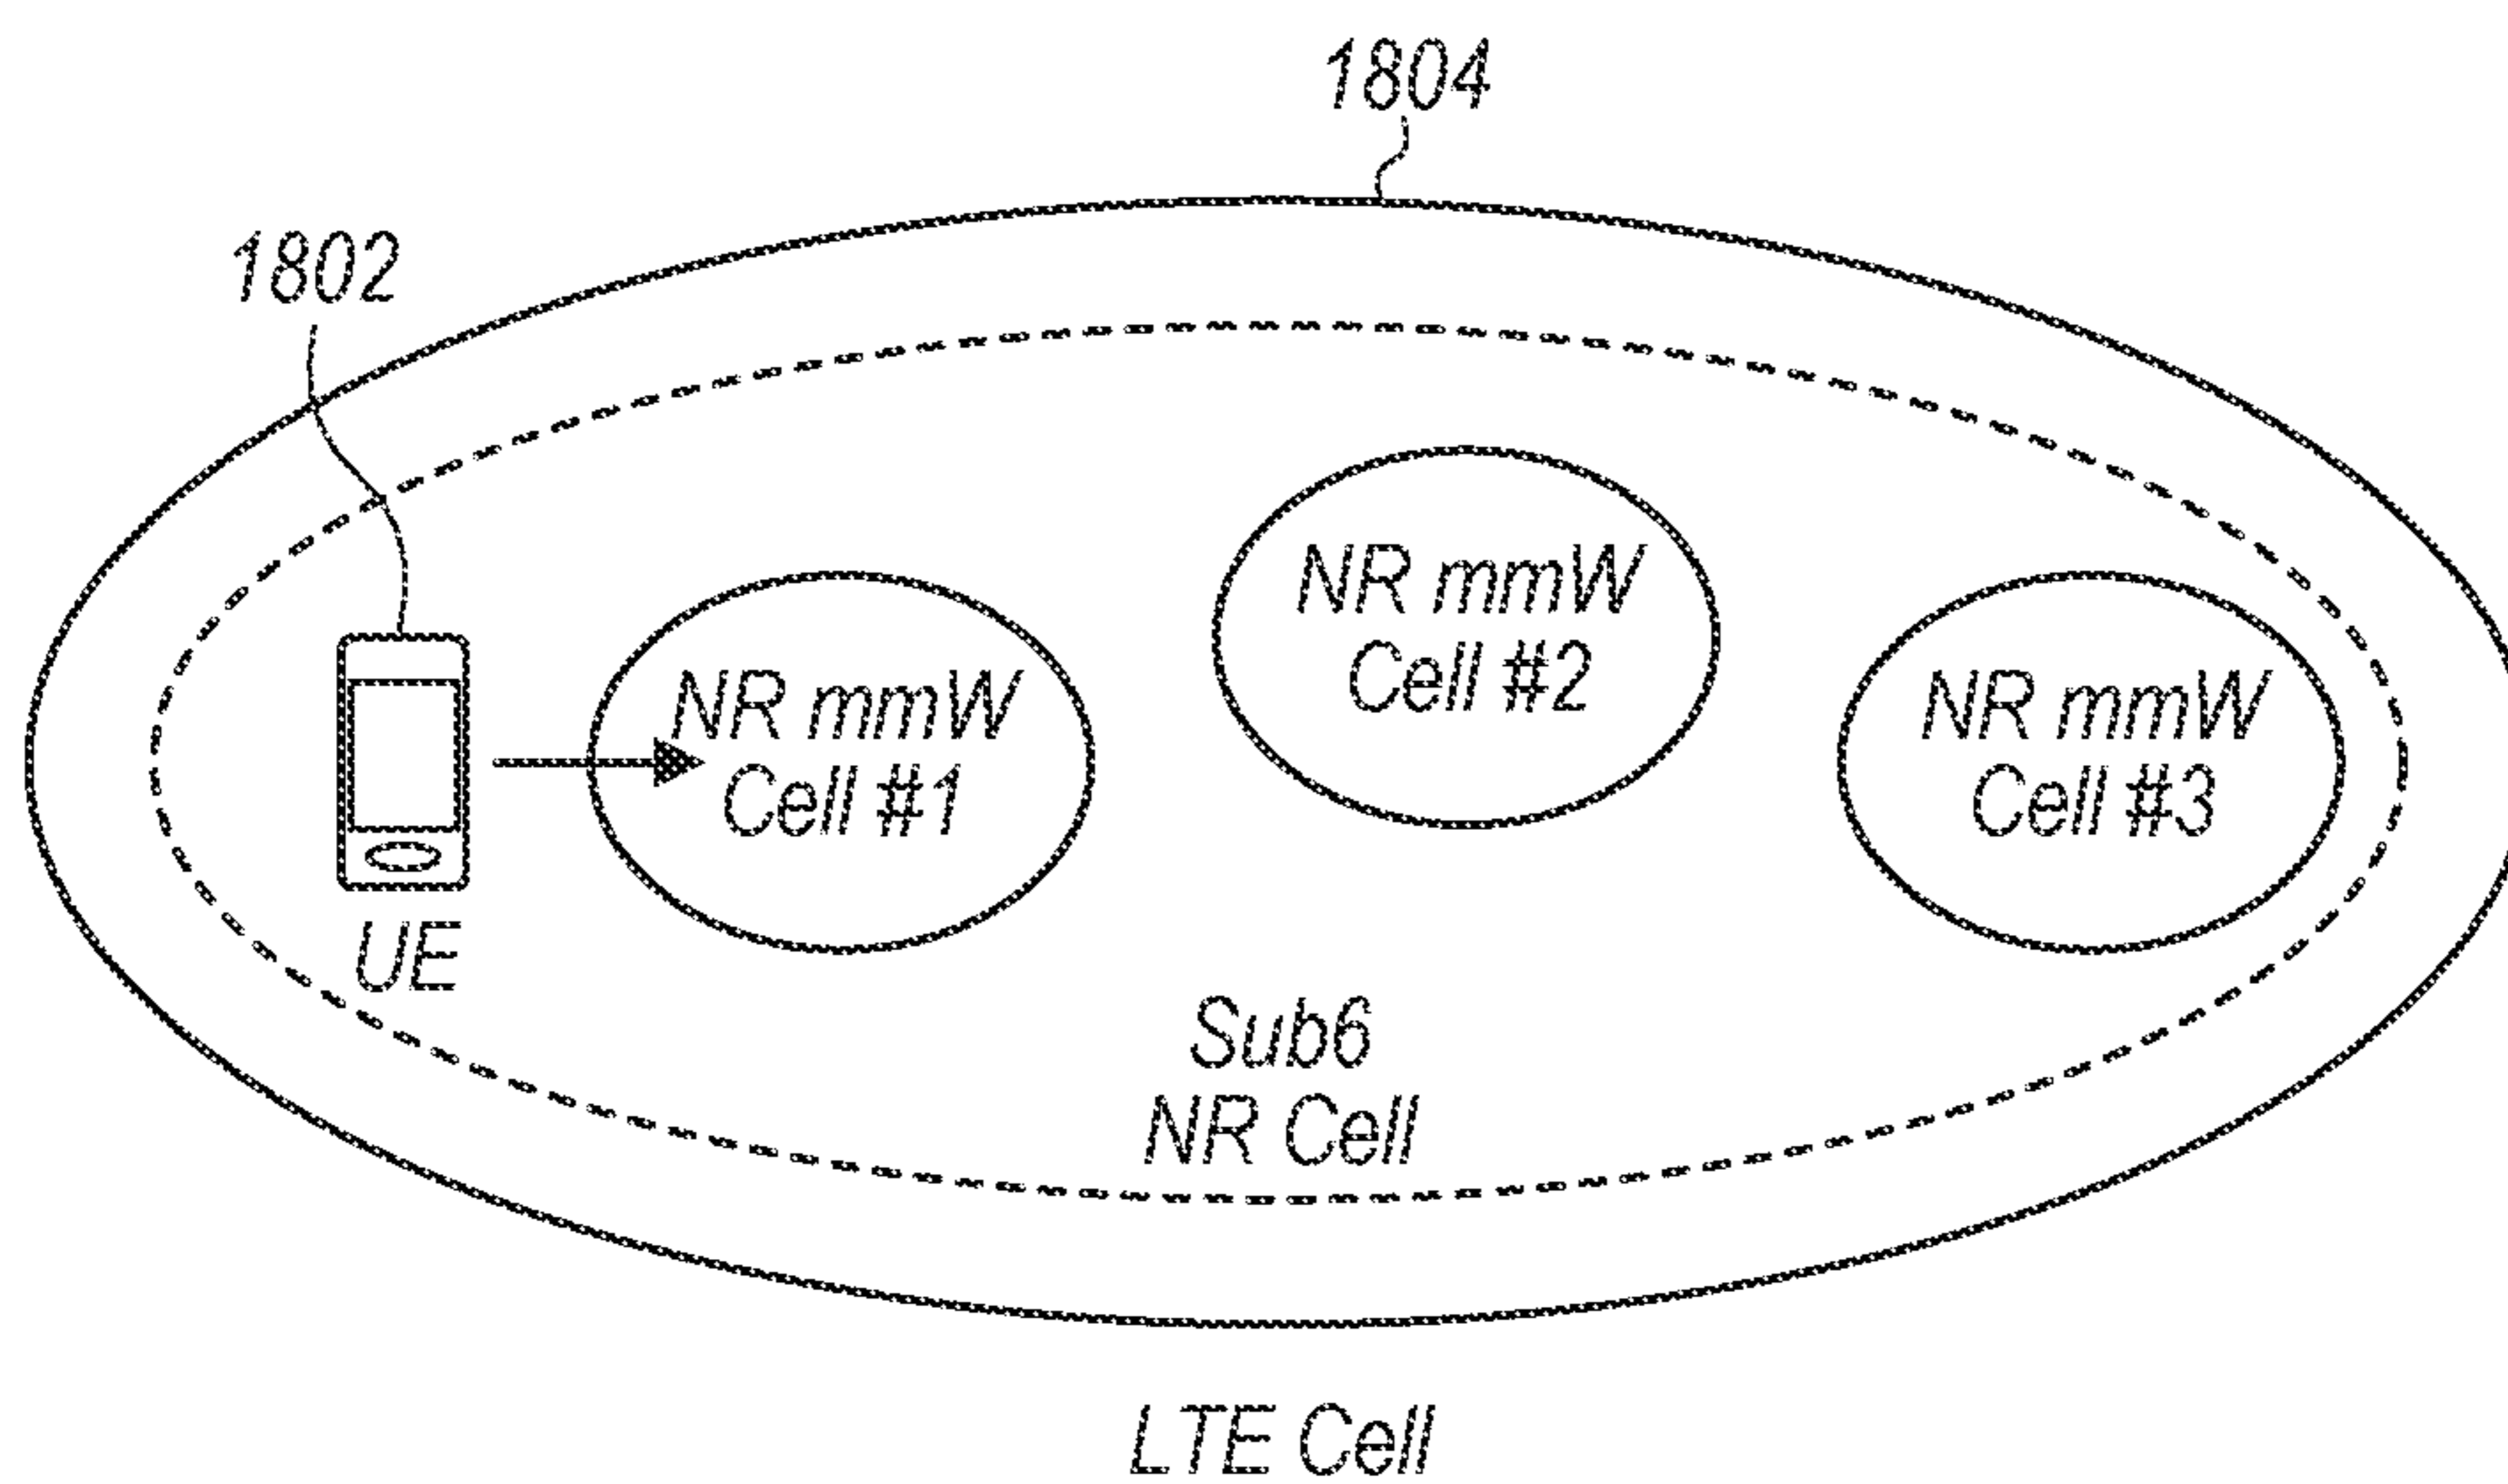 1804
1802
NR mmW
Cell #2
NR mmW
Cell #1
NR mmW
Cell #3
UE
Sub6
NR Cell
LTE Cell